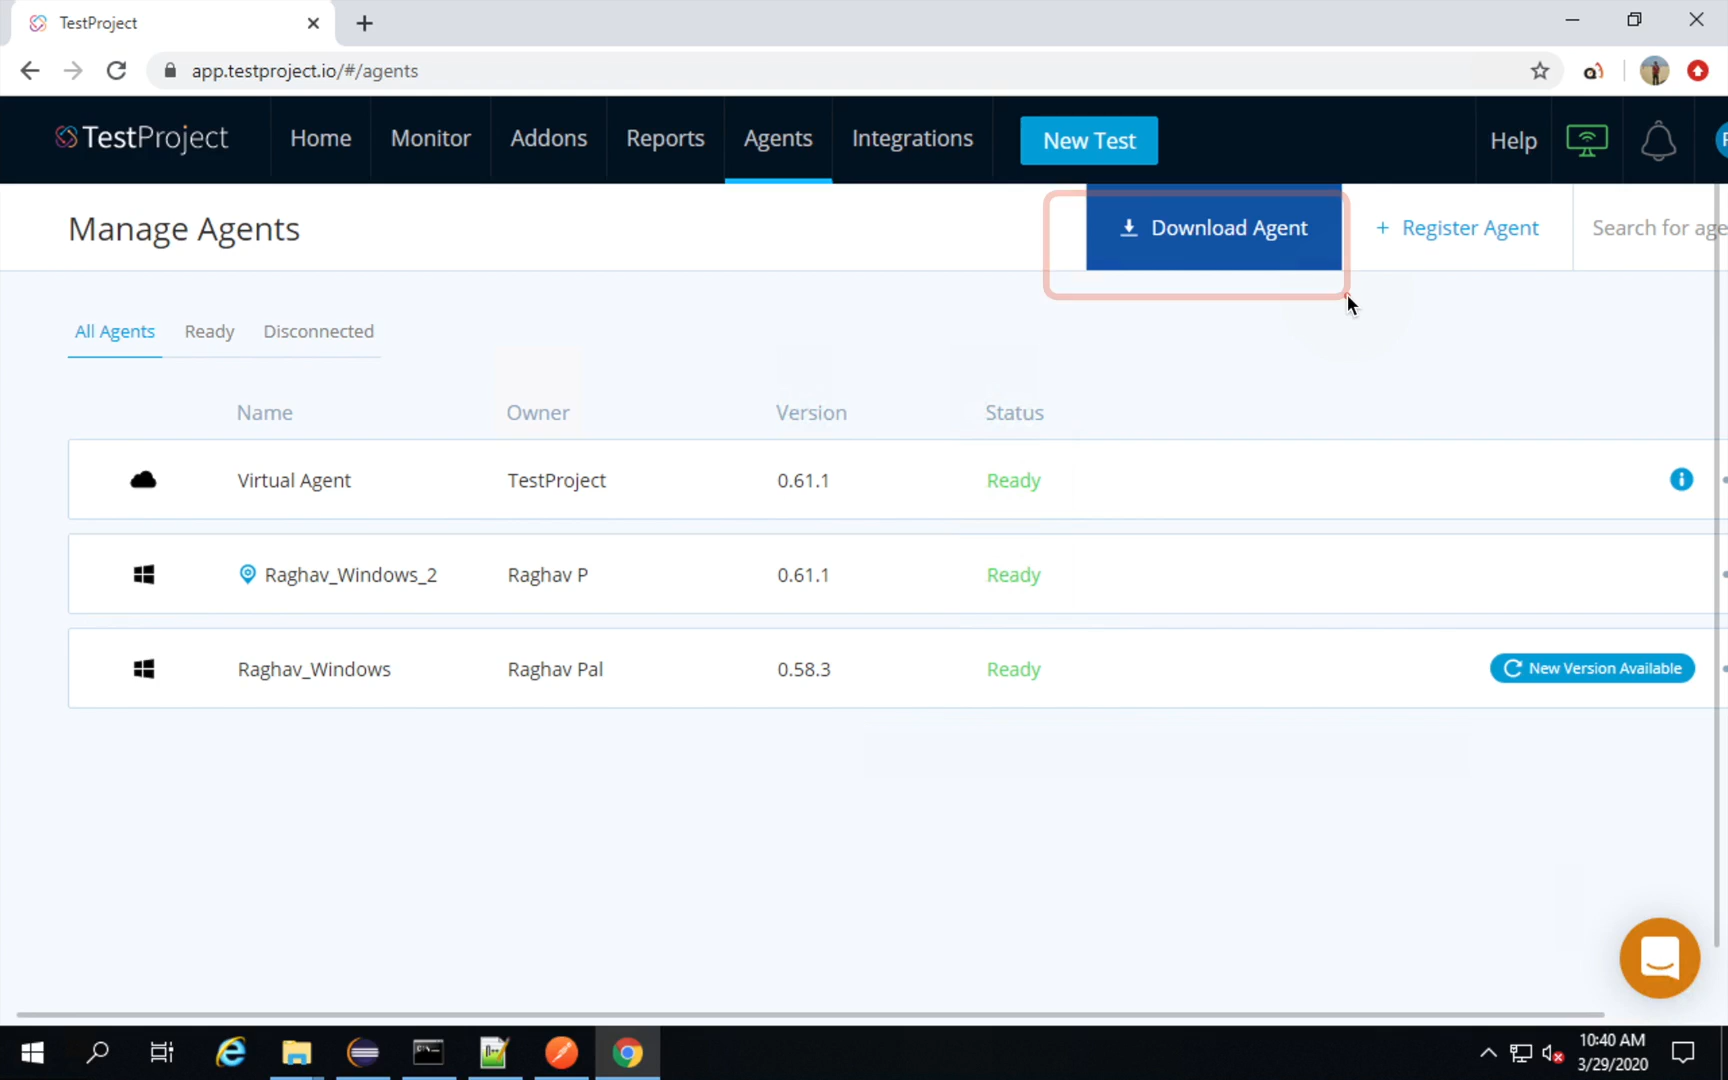 TestProject
app.testproject.io/#/agents
TestProject
Home
Monitor
Addons
Reports
Agents
Integrations
New Test
Help
Manage Agents
Download Agent
+ Register Agent
Search for age
All Agents
Ready
Disconnected
Name
Owner
Version
Status
Virtual Agent
TestProject
0.61.1
Ready
Raghav_Windows_2
Raghav P
0.61.1
Ready
Raghav_Windows
Raghav Pal
0.58.3
Ready
New Version Available
10:40 AM
3/29/2020